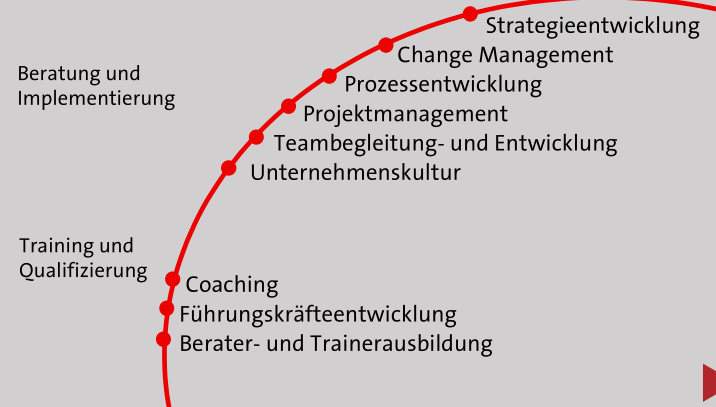 Strategieentwicklung
Change Management
Prozessentwicklung
Projektmanagement
Teambegleitung- und Entwicklung
Unternehmenskultur
Beratung und
Implementierung
Training und
Qualifizierung
Coaching
Führungskräfteentwicklung
Berater- und Trainerausbildung